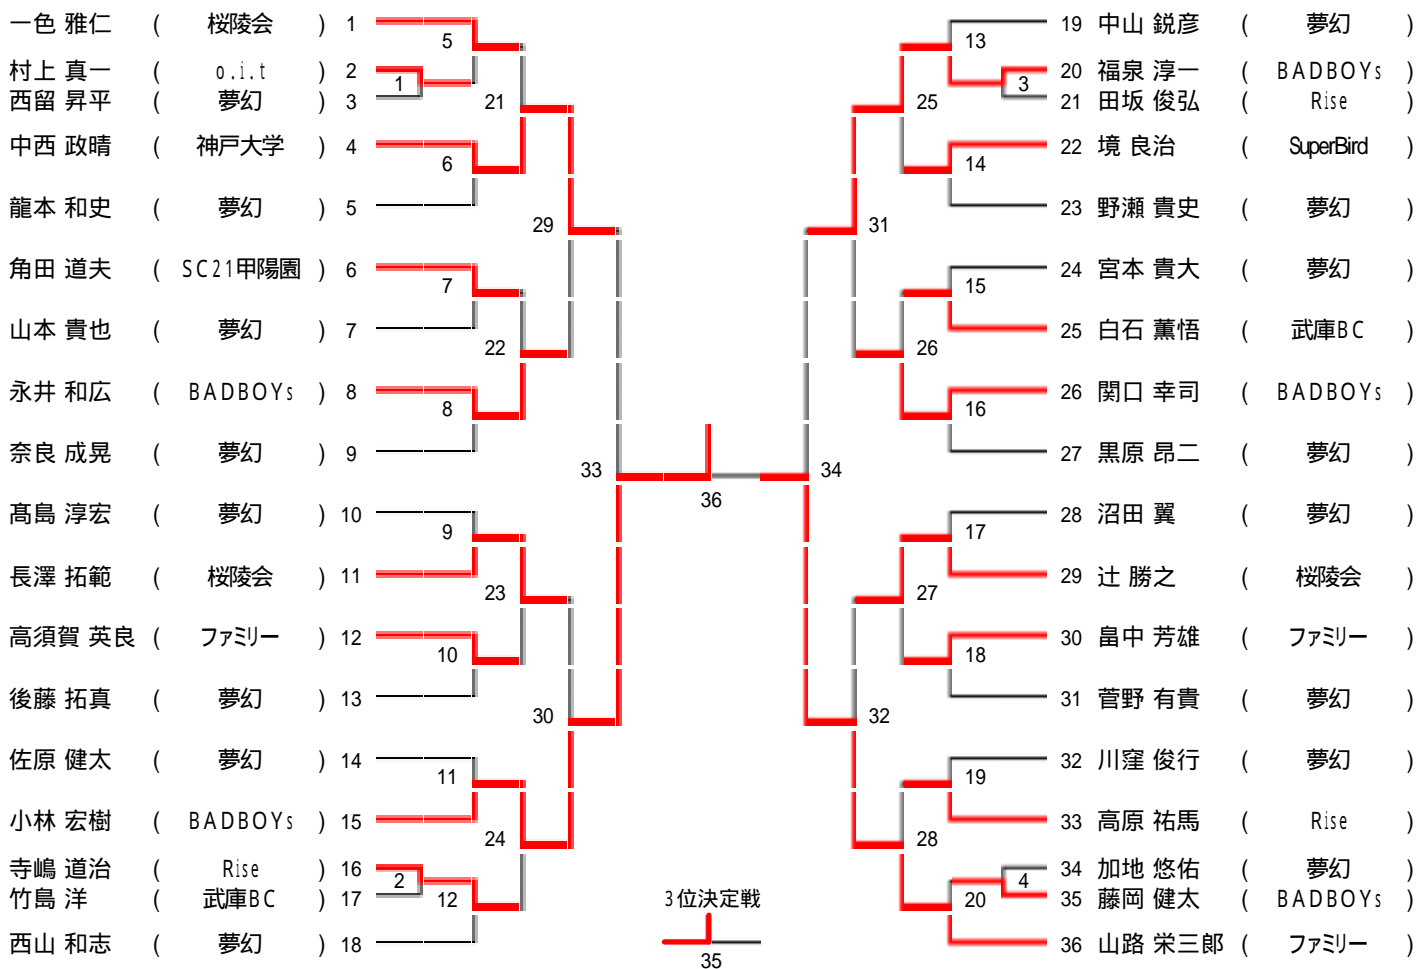 一色 雅仁 ( 桜陵会 ) 1
村上 真一 ( o.i.t ) 2
西留 昇平 ( 夢幻 ) 3
中西 政晴 ( 神戸大学 ) 4
龍本 和史 ( 夢幻 ) 5
角田 道夫 ( SC21甲陽園 ) 6
山本 貴也 ( 夢幻 ) 7
永井 和広 ( BADBOYs ) 8
奈良 成晃 ( 夢幻 ) 9
髙島 淳宏 ( 夢幻 ) 10
長澤 拓範 ( 桜陵会 ) 11
高須賀 英良 ( ファミリー ) 12
後藤 拓真 ( 夢幻 ) 13
佐原 健太 ( 夢幻 ) 14
小林 宏樹 ( BADBOYs ) 15
寺嶋 道治 ( Rise ) 16
竹島 洋 ( 武庫BC ) 17
西山 和志 ( 夢幻 ) 18
1
2
5
6
7
8
9
10
11
12
21
22
23
24
29
30
33
36
3位決定戦
35
34
31
32
25
26
27
28
13
14
15
16
17
18
19
20
3
4
19 中山 鋭彦 ( 夢幻 )
20 福泉 淳一 ( BADBOYs )
21 田坂 俊弘 ( Rise )
22 境 良治 ( SuperBird )
23 野瀬 貴史 ( 夢幻 )
24 宮本 貴大 ( 夢幻 )
25 白石 薫悟 ( 武庫BC )
26 関口 幸司 ( BADBOYs )
27 黒原 昂二 ( 夢幻 )
28 沼田 翼 ( 夢幻 )
29 辻 勝之 ( 桜陵会 )
30 畠中 芳雄 ( ファミリー )
31 菅野 有貴 ( 夢幻 )
32 川窪 俊行 ( 夢幻 )
33 高原 祐馬 ( Rise )
34 加地 悠佑 ( 夢幻 )
35 藤岡 健太 ( BADBOYs )
36 山路 栄三郎 ( ファミリー )